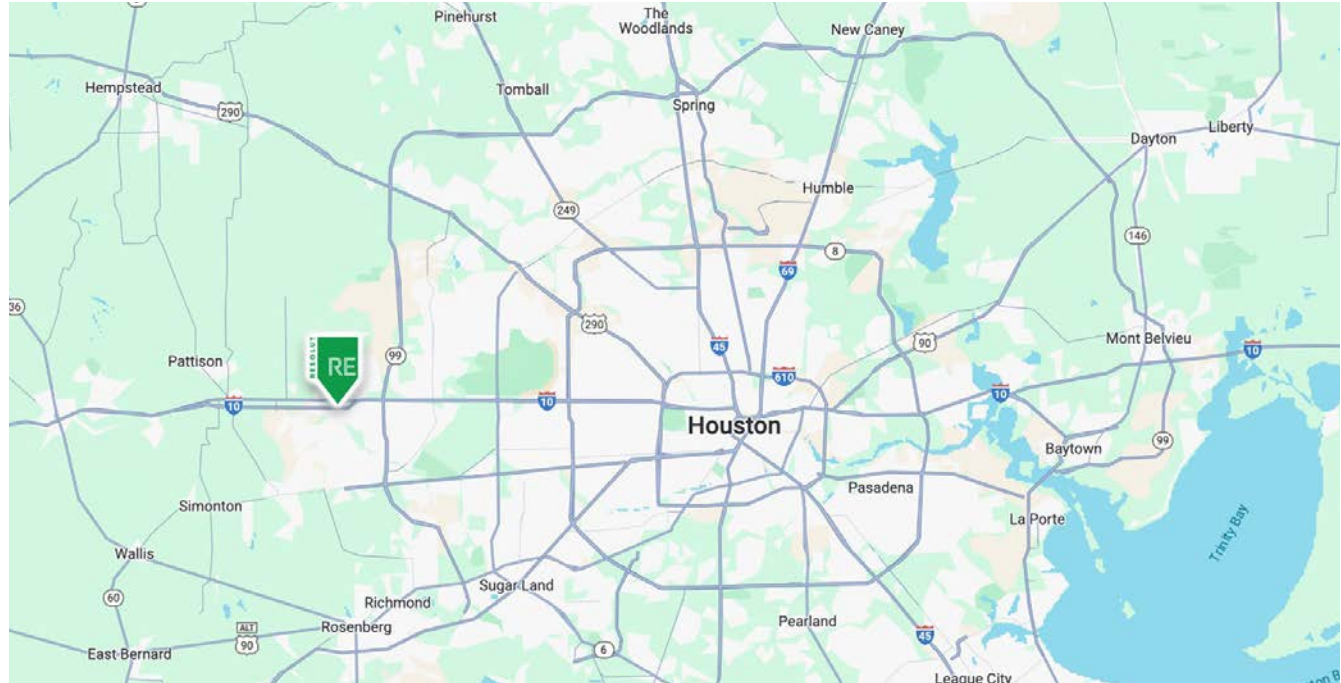 The
Woodlands
Pinehurst
New Caney
Hempstead
Tomball
Spring
290
Liberty
Dayton
Humble
249
146
8
69
36
290
45
90
Mont Belvieu
10
Pattison
RESOLUT
RE
99
610
10
10
10
Houston
Baytown
99
Pasadena
Simonton
La Porte
Trinity Bay
Wallis
Sugar Land
60
Richmond
Pearland
Rosenberg
ALT
90
45
6
East Bernard
League City